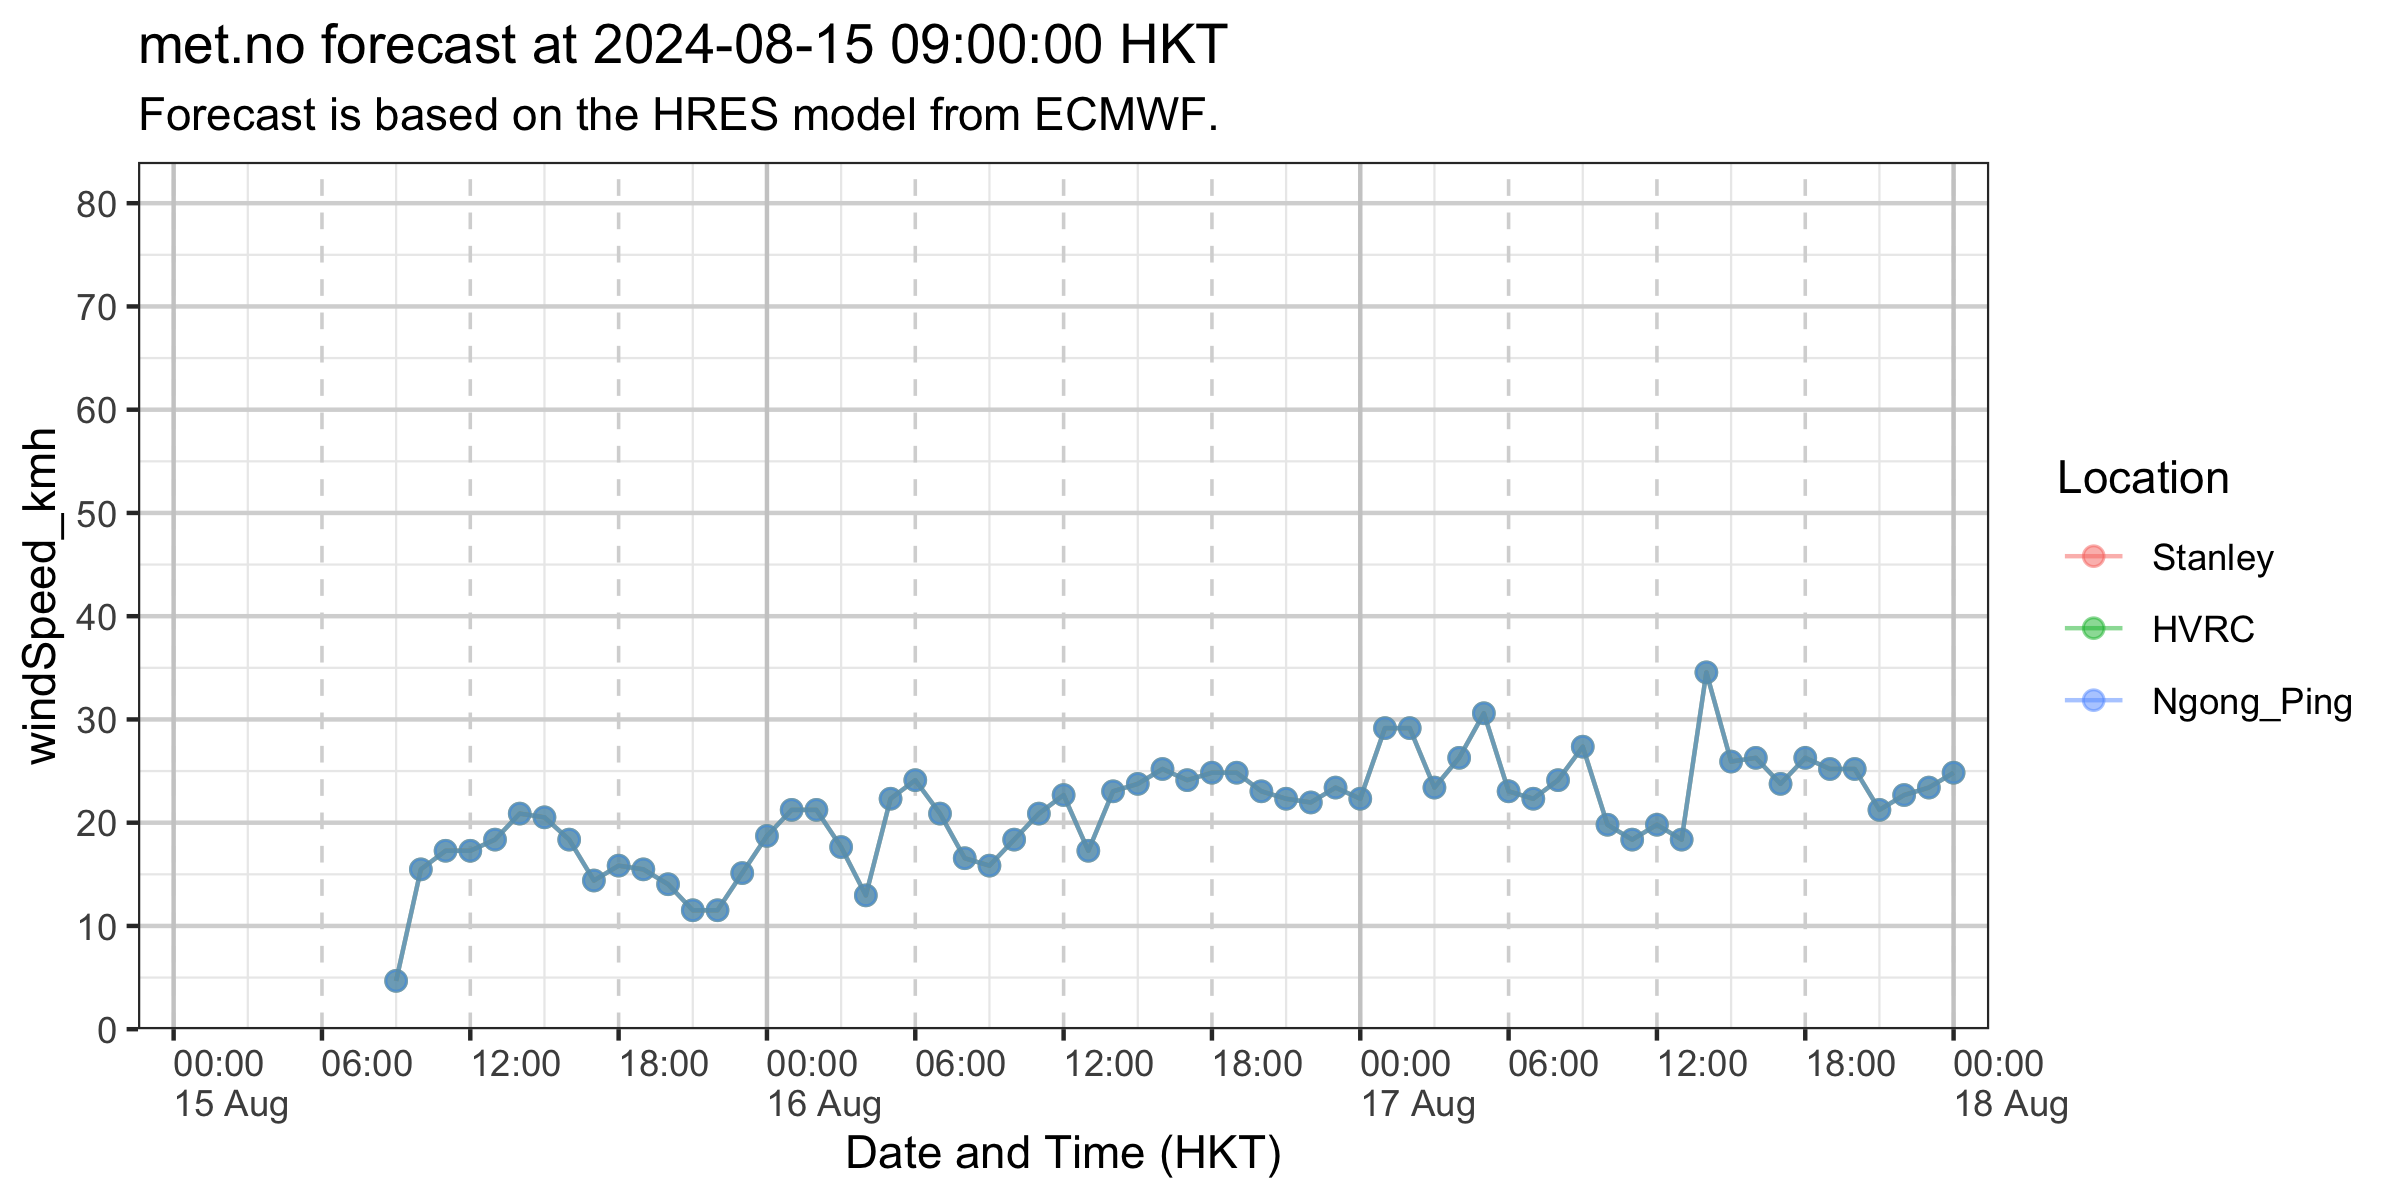 met.no forecast at 2024-08-15 09:00:00 HKT
Forecast is based on the HRES model from ECMWF.
windSpeed_kmh
80
70
60
50
40
30
20
10
0
00:00 06:00 12:00 18:00 00:00 06:00 12:00 18:00 00:00 06:00 12:00 18:00 00:00
15 Aug 16 Aug 17 Aug 18 Aug
Date and Time (HKT)
Location
Stanley
HVRC
Ngong_Ping